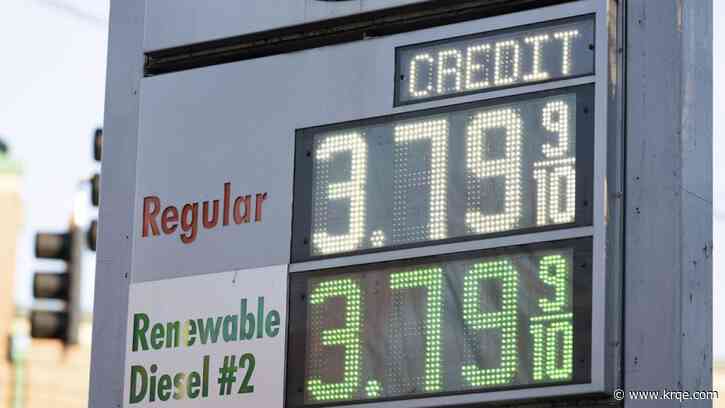 CREDIT
Regular 3.79 9/10
Renewable
Diesel #2 3.79 9/10
© www.krqe.com